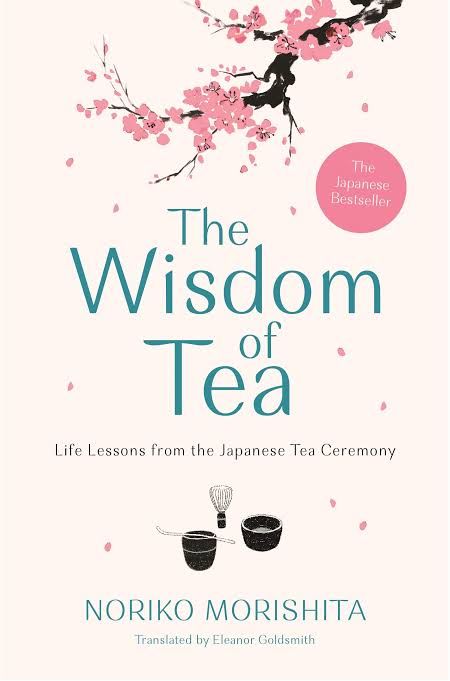 The
Japanese
Bestseller
The
Wisdom
of
Tea
Life Lessons from the Japanese Tea Ceremony
NORIKO MORISHITA
Translated by Eleanor Goldsmith